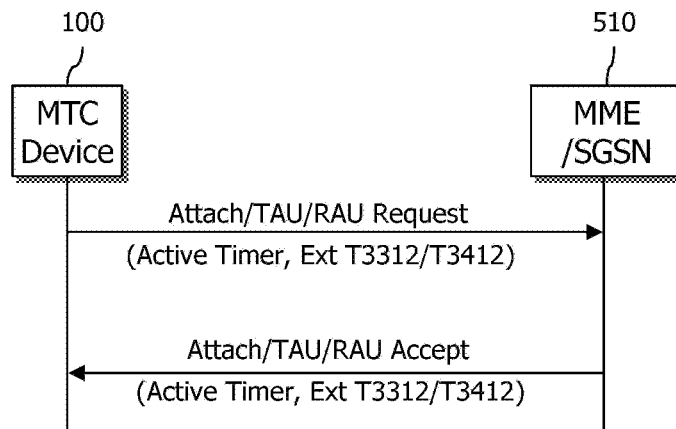 100
510
MTC
Device
MME
/SGSN
Attach/TAU/RAU Request
(Active Timer, Ext T3312/T3412)
Attach/TAU/RAU Accept
(Active Timer, Ext T3312/T3412)